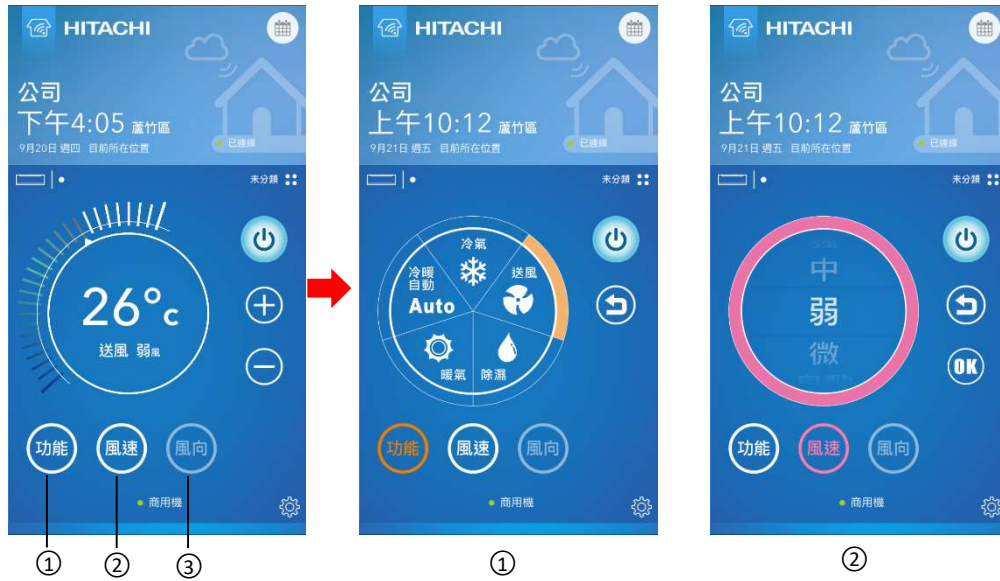 HITACHI
公司
下午4:05 蘆竹區
9月20日 週四 目前所在位置
已連線
未分類
26°c
送風 弱風
功能
風速
風向
商用機
①
②
③
HITACHI
公司
上午10:12 蘆竹區
9月21日 週五 目前所在位置
已連線
未分類
冷氣
冷暖
自動
Auto
送風
暖氣
除濕
功能
風速
風向
商用機
①
HITACHI
公司
上午10:12 蘆竹區
9月21日 週五 目前所在位置
已連線
未分類
中
弱
微
OK
功能
風速
風向
商用機
②